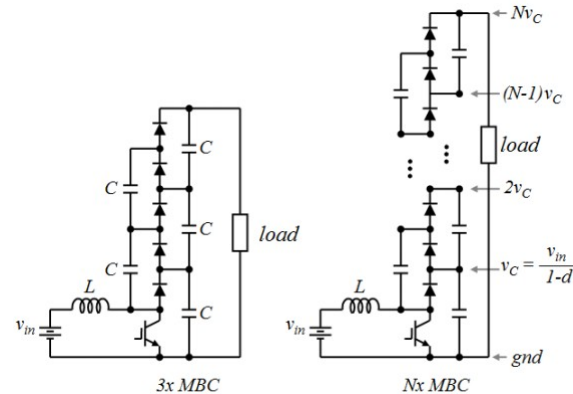 C
C
C
C
C
load
L
v_in
3x MBC
Nv_C
(N-1)v_C
load
2v_C
v_C = v_in / 1-d
L
v_in
gnd
Nx MBC